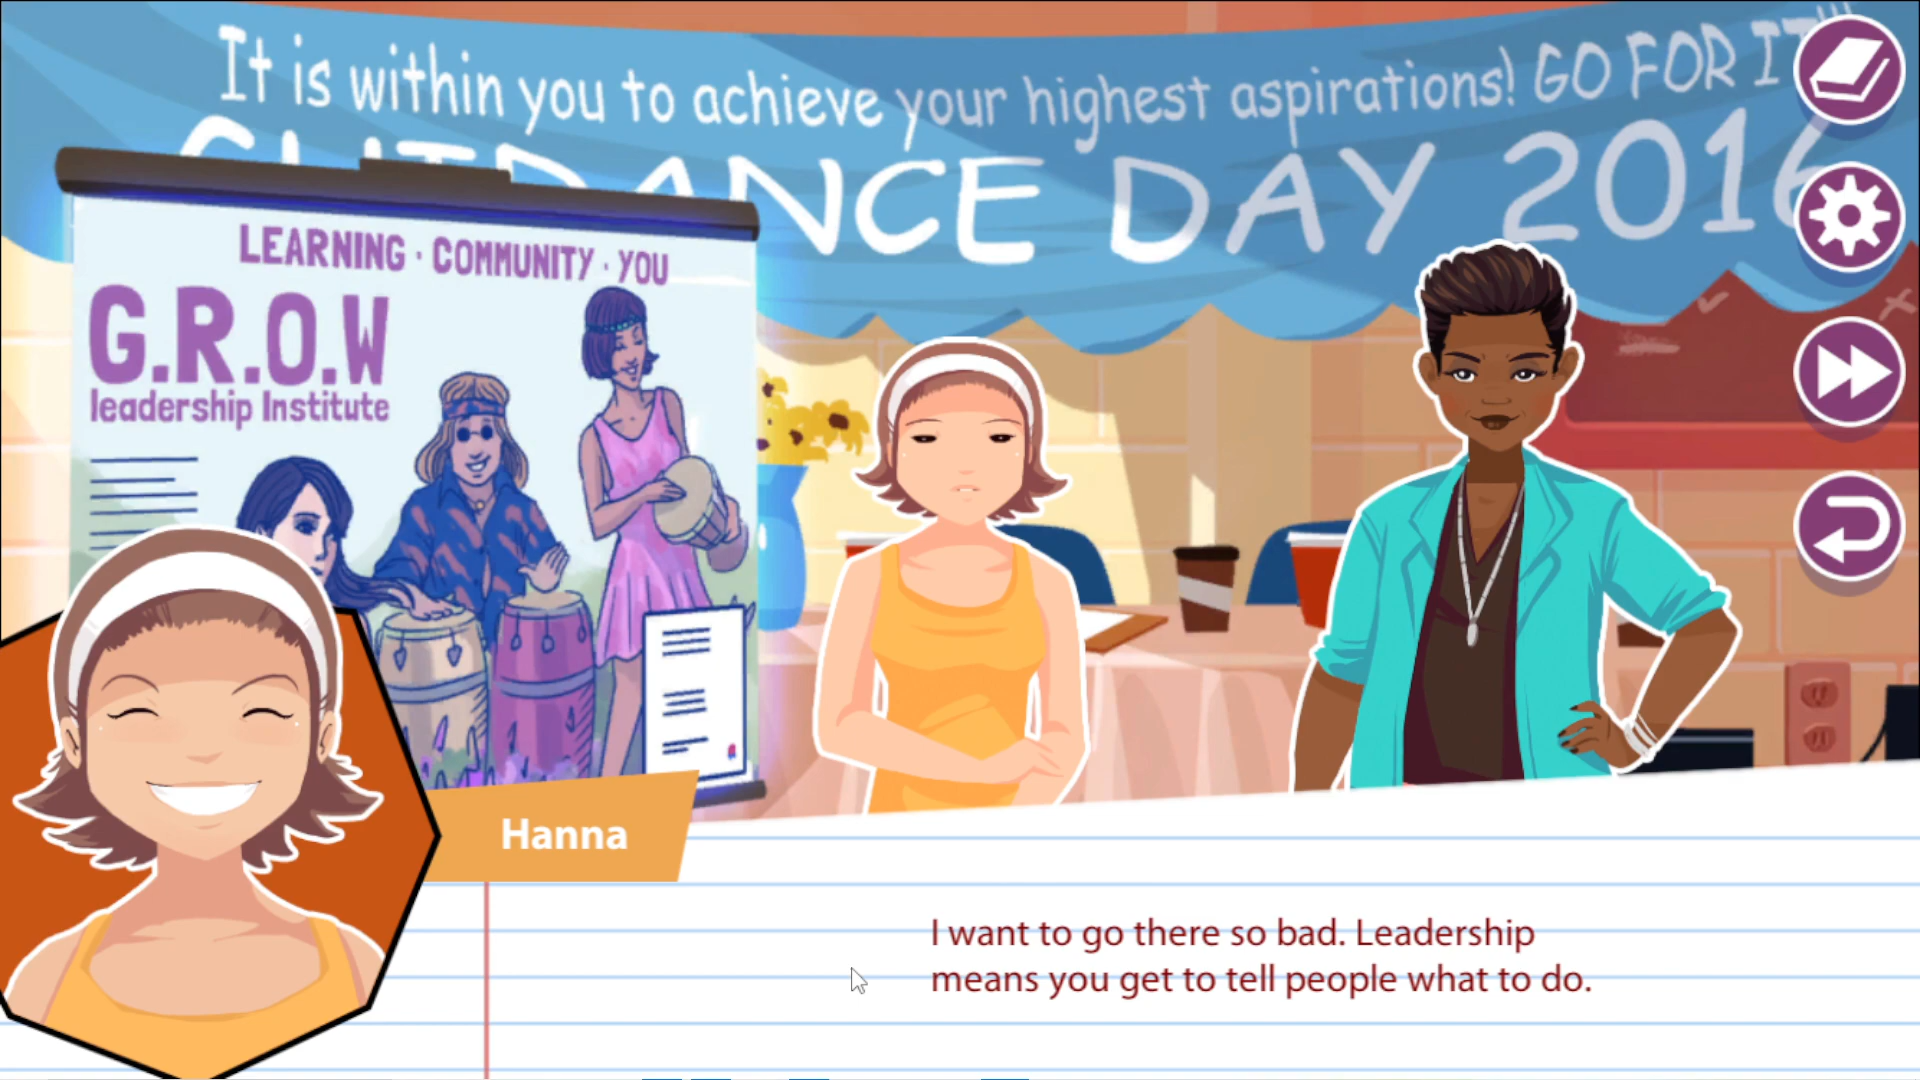 It is within you to achieve your highest aspirations! GO FOR IT!!!
GUIDANCE DAY 2016
LEARNING · COMMUNITY · YOU
G.R.O.W
leadership Institute
Hanna
I want to go there so bad. Leadership
means you get to tell people what to do.